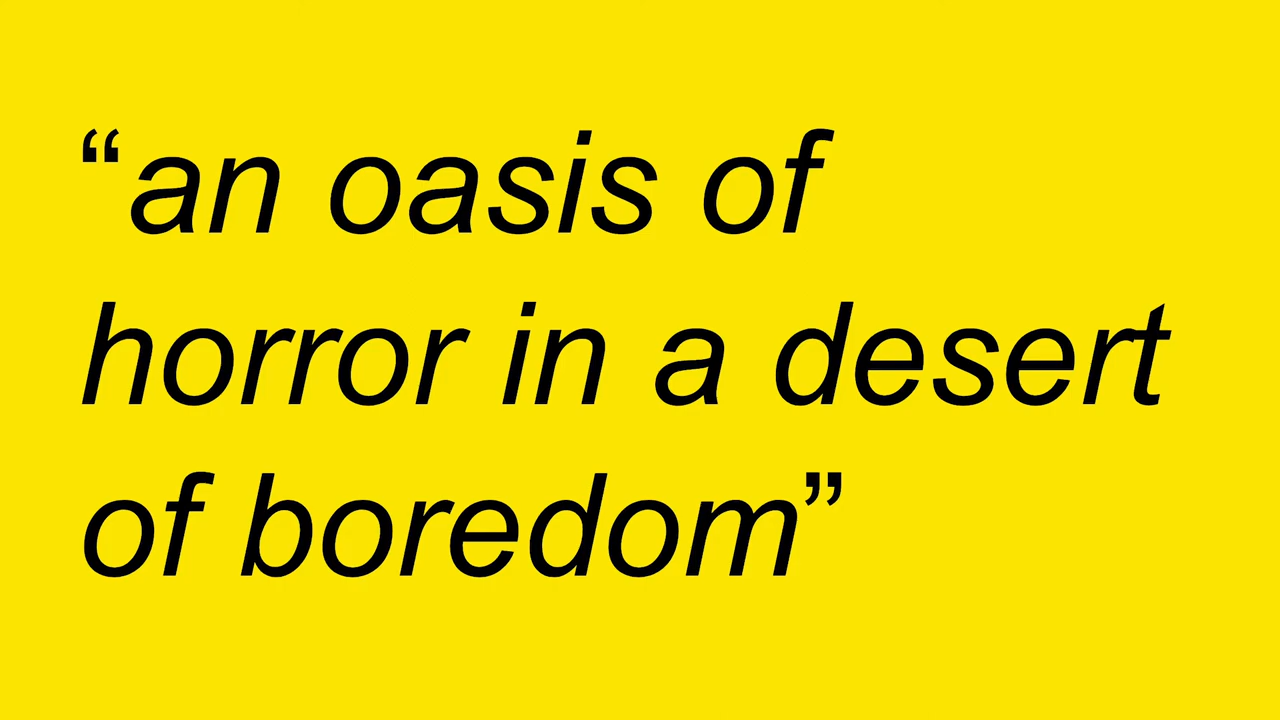 “an oasis of
horror in a desert
of boredom”